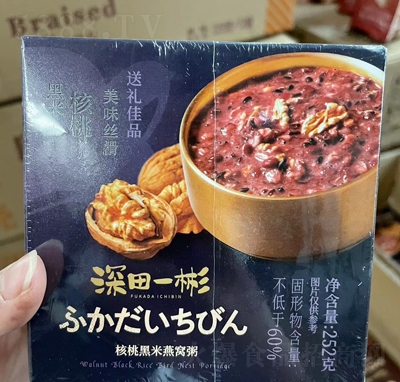 Braised
送礼佳品
美味丝滑
核桃
黑米
深田一彬
FUKADA ICHIBIN
ふかだいちびん
核桃黑米燕窝粥
Walnut Black Rice Bird Nest Porridge
净含量:252克
图片仅供参考
固形物含量:
不低于60%